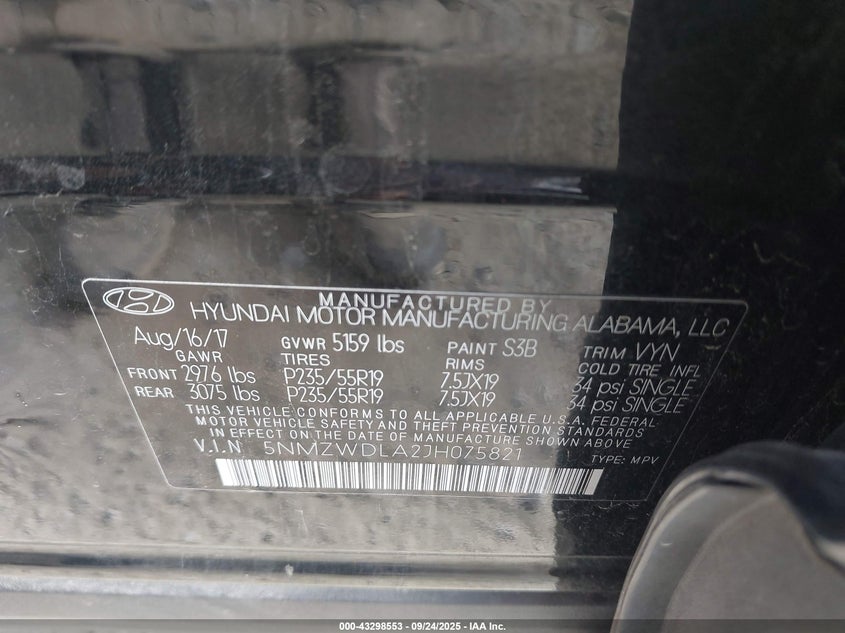 MANUFACTURED BY
HYUNDAI MOTOR MANUFACTURING ALABAMA, LLC
Aug/16/17 GVWR 5159 lbs PAINT S3B TRIM VYN
GAWR TIRES RIMS COLD TIRE INFL
FRONT 2976 lbs P235/55R19 7.5JX19 34 psi SINGLE
REAR 3075 lbs P235/55R19 7.5JX19 34 psi SINGLE
THIS VEHICLE CONFORMS TO ALL APPLICABLE U.S.A. FEDERAL
MOTOR VEHICLE SAFETY AND THEFT PREVENTION STANDARDS
IN EFFECT ON THE DATE OF MANUFACTURE SHOWN ABOVE
V.I.N 5NMZWDLA2JH075821
TYPE: MPV
000-43298553 - 09/24/2025 - IAA Inc.